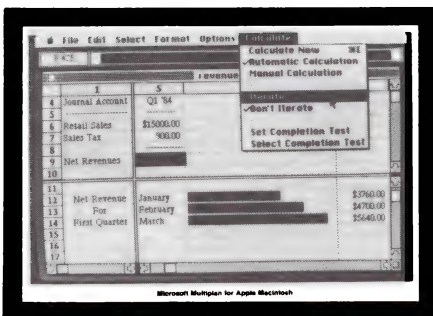 File Edit Select Format Options Calculate
Calculate Now ⌘E
✓Automatic Calculation
Manual Calculation
Iterate
✓Don't Iterate
Set Completion Test
Select Completion Test
revenue
1 5
4 Journal Account Q1 '84
5
6 Retail Sales $15000.00
7 Sales Tax 900.00
8
9 Net Revenues
10
11
12 Net Revenue January $3760.00
13 For February $4700.00
14 First Quarter March $5640.00
15
16
17
Microsoft Multiplan for Apple Macintosh